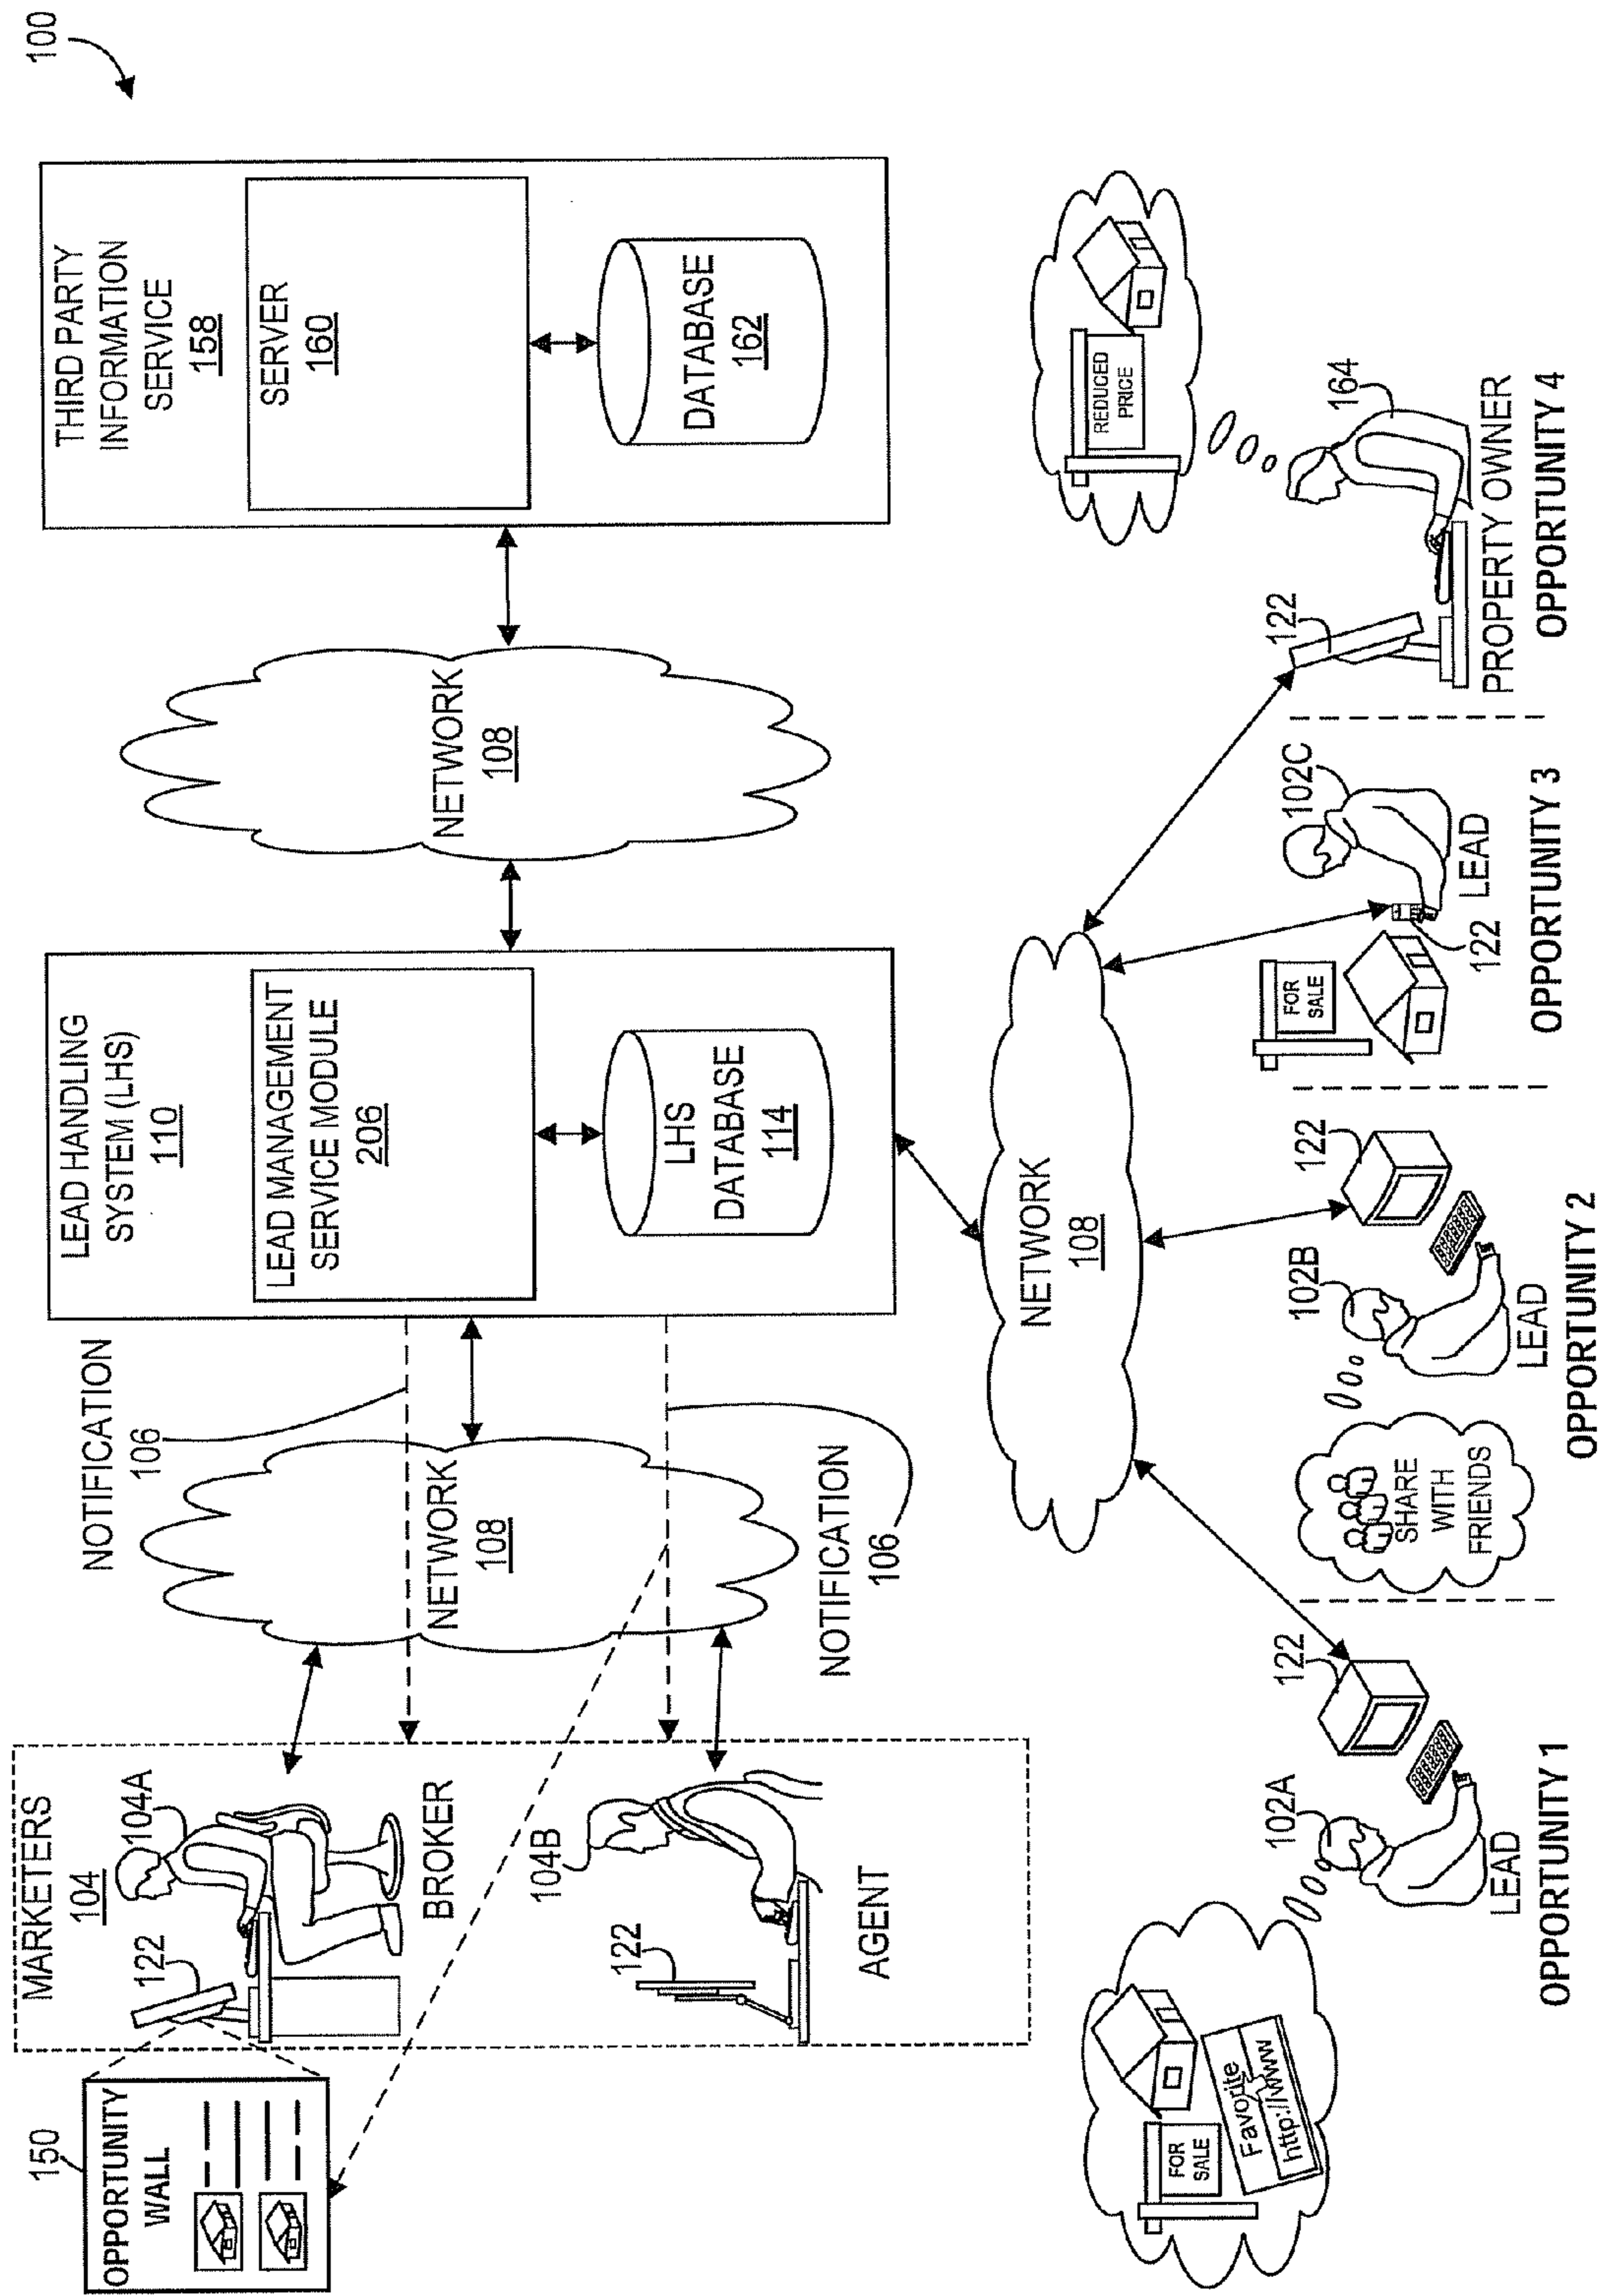 100
OPPORTUNITY
WALL
150
MARKETERS
104
122
104A
BROKER
122
104B
AGENT
NOTIFICATION
106
NETWORK
108
NOTIFICATION
106
LEAD HANDLING
SYSTEM (LHS)
110
LEAD MANAGEMENT
SERVICE MODULE
206
LHS
DATABASE
114
NETWORK
108
THIRD PARTY
INFORMATION
SERVICE
158
SERVER
160
DATABASE
162
NETWORK
108
FOR
SALE
Favorite
http://www
102A
122
LEAD
OPPORTUNITY 1
SHARE
WITH
FRIENDS
102B
122
LEAD
OPPORTUNITY 2
FOR
SALE
122
102C
LEAD
OPPORTUNITY 3
REDUCED
PRICE
122
164
PROPERTY OWNER
OPPORTUNITY 4